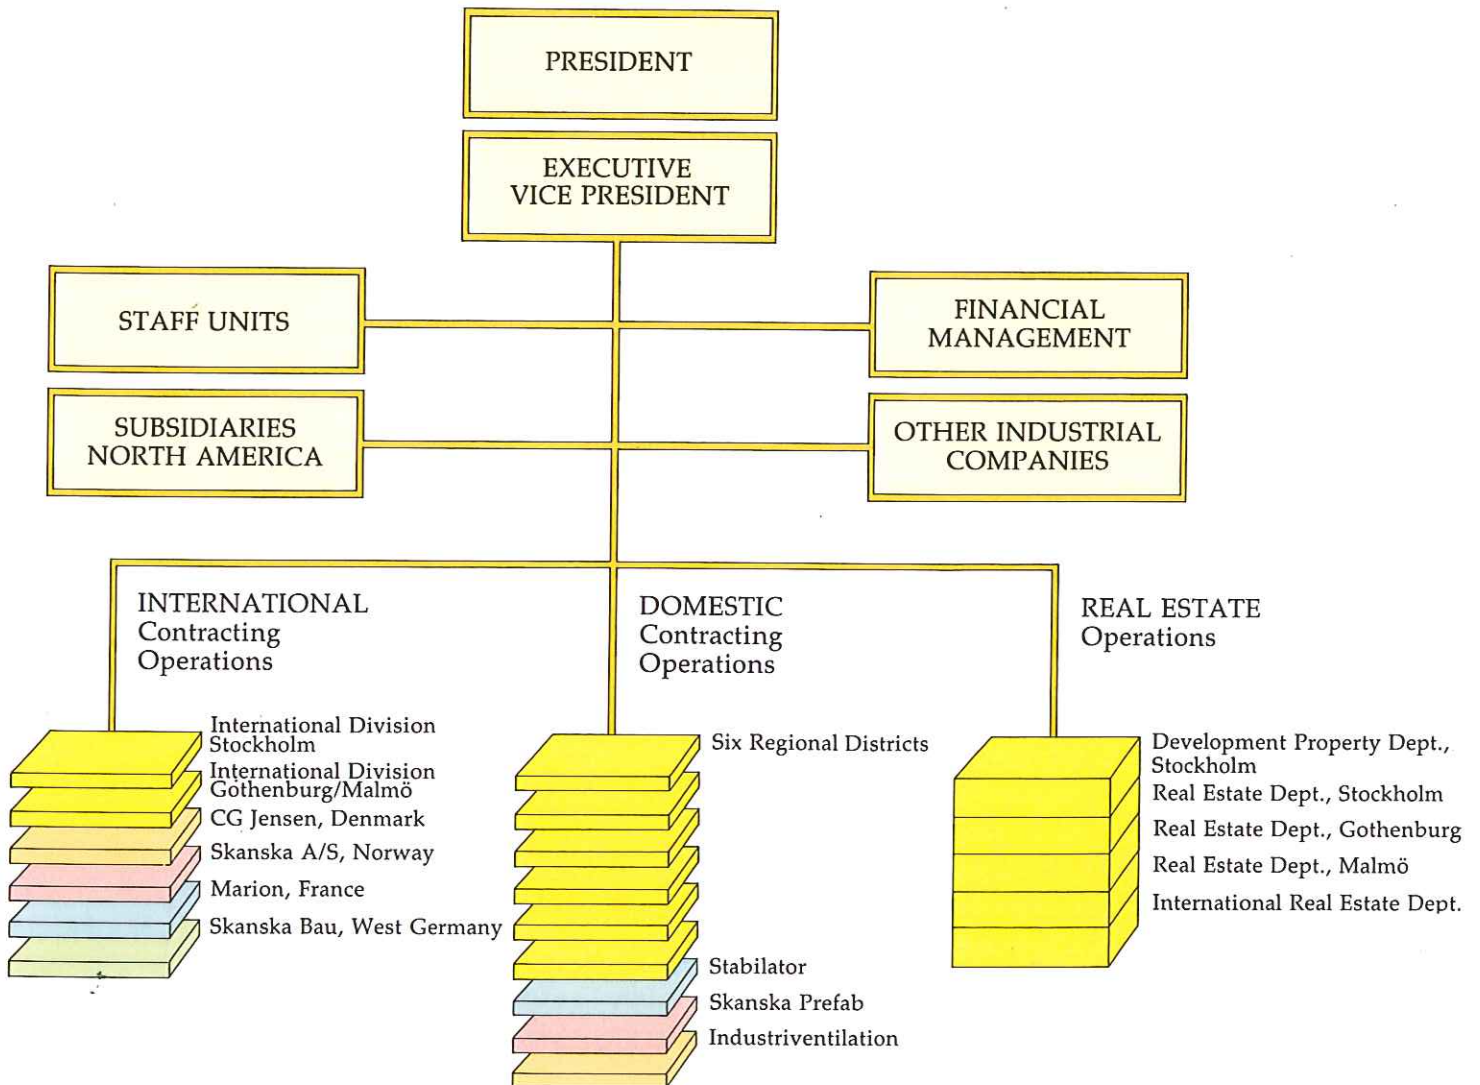 PRESIDENT
EXECUTIVE
VICE PRESIDENT
STAFF UNITS
FINANCIAL
MANAGEMENT
SUBSIDIARIES
NORTH AMERICA
OTHER INDUSTRIAL
COMPANIES
INTERNATIONAL
Contracting
Operations
DOMESTIC
Contracting
Operations
REAL ESTATE
Operations
International Division
Stockholm
International Division
Gothenburg/Malmö
CG Jensen, Denmark
Skanska A/S, Norway
Marion, France
Skanska Bau, West Germany
Six Regional Districts
Stabilator
Skanska Prefab
Industriventilation
Development Property Dept.,
Stockholm
Real Estate Dept., Stockholm
Real Estate Dept., Gothenburg
Real Estate Dept., Malmö
International Real Estate Dept.